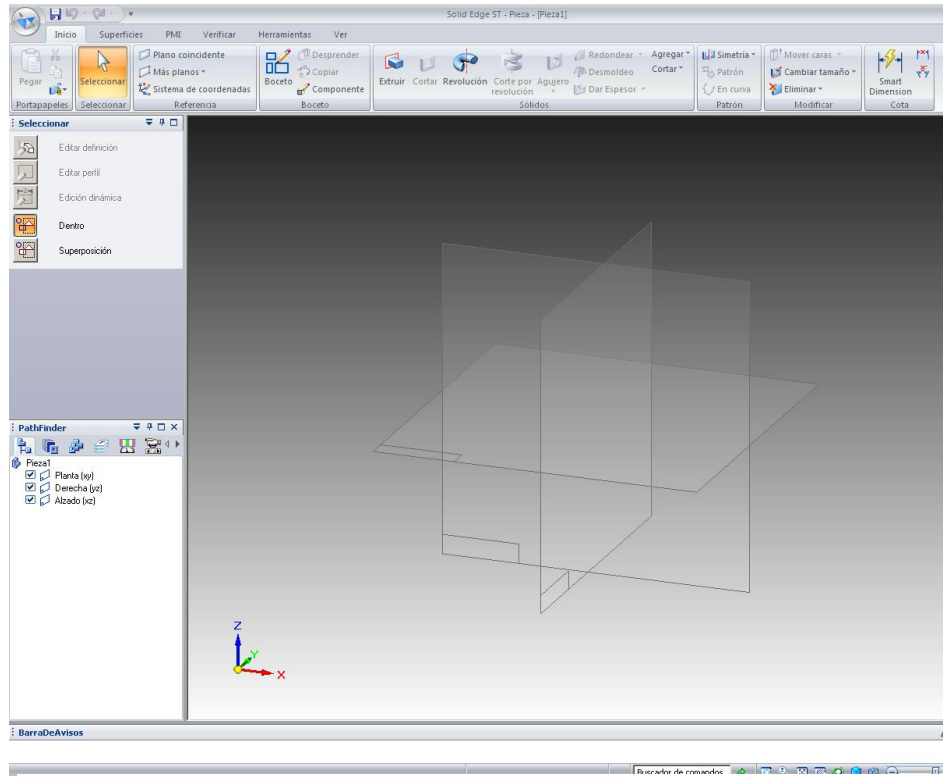 Solid Edge ST - Pieza - [Pieza1]
Inicio Superficies PMI Verificar Herramientas Ver
Pegar
Portapapeles
Seleccionar
Seleccionar
Plano coincidente
Más planos
Sistema de coordenadas
Referencia
Boceto
Desprender
Copiar
Componente
Boceto
Extruir Cortar Revolución Corte por revolución Agujero
Redondear
Desmoldeo
Dar Espesor
Agregar
Cortar
Sólidos
Simetría
Patrón
En curva
Patrón
Mover caras
Cambiar tamaño
Eliminar
Modificar
Smart
Dimension
Cota
Seleccionar
Editar definición
Editar perfil
Edición dinámica
Dentro
Superposición
PathFinder
Pieza1
Planta (xy)
Derecha (yz)
Alzado (xz)
Z
Y
X
BarraDeAvisos
Buscador de comandos